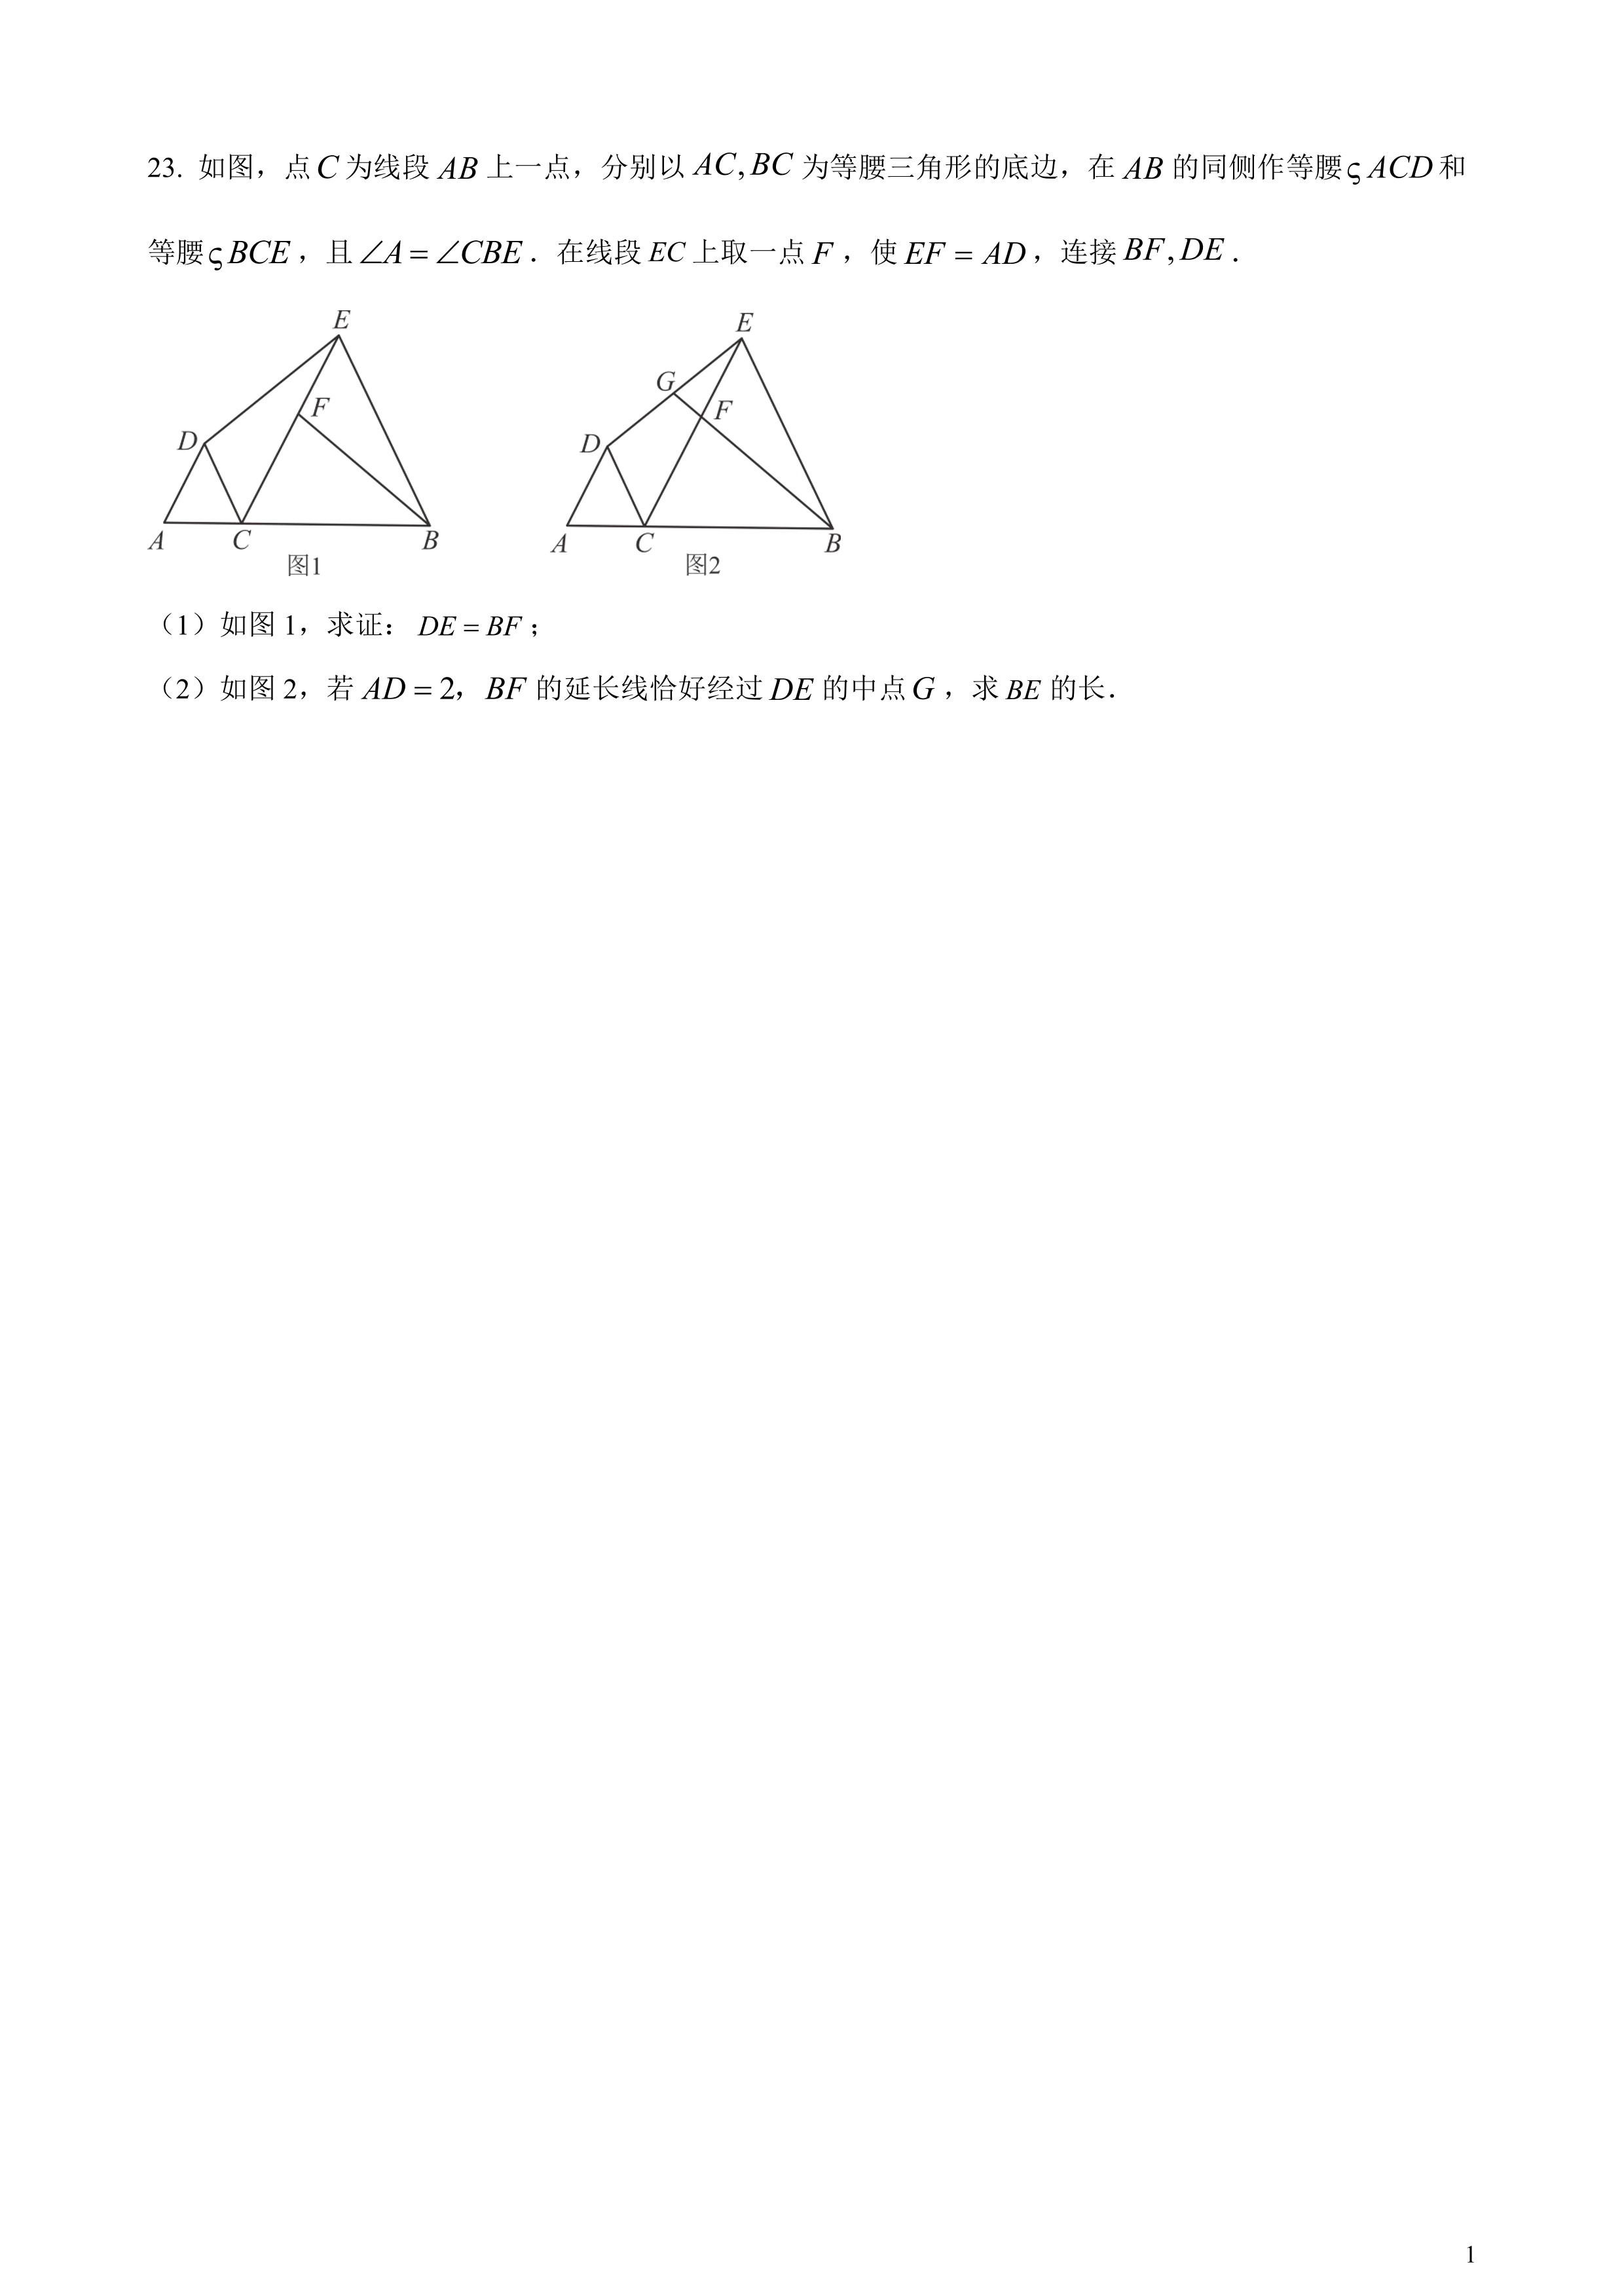 23. 如图，点 C 为线段 AB 上一点，分别以 AC, BC 为等腰三角形的底边，在 AB 的同侧作等腰 ς ACD 和
等腰 ς BCE，且 ∠A = ∠CBE．在线段 EC 上取一点 F，使 EF = AD，连接 BF, DE．
E
F
D
A
C
B
图1
E
G
F
D
A
C
B
图2
（1）如图 1，求证： DE = BF；
（2）如图 2，若 AD = 2，BF 的延长线恰好经过 DE 的中点 G，求 BE 的长．
1